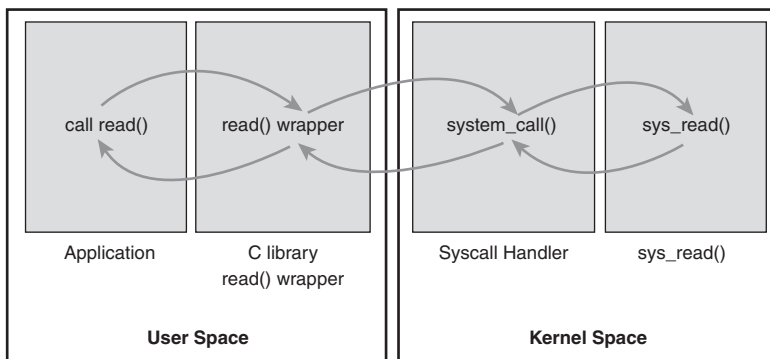 call read()
read() wrapper
system_call()
sys_read()
Application
C library
read() wrapper
Syscall Handler
sys_read()
User Space
Kernel Space